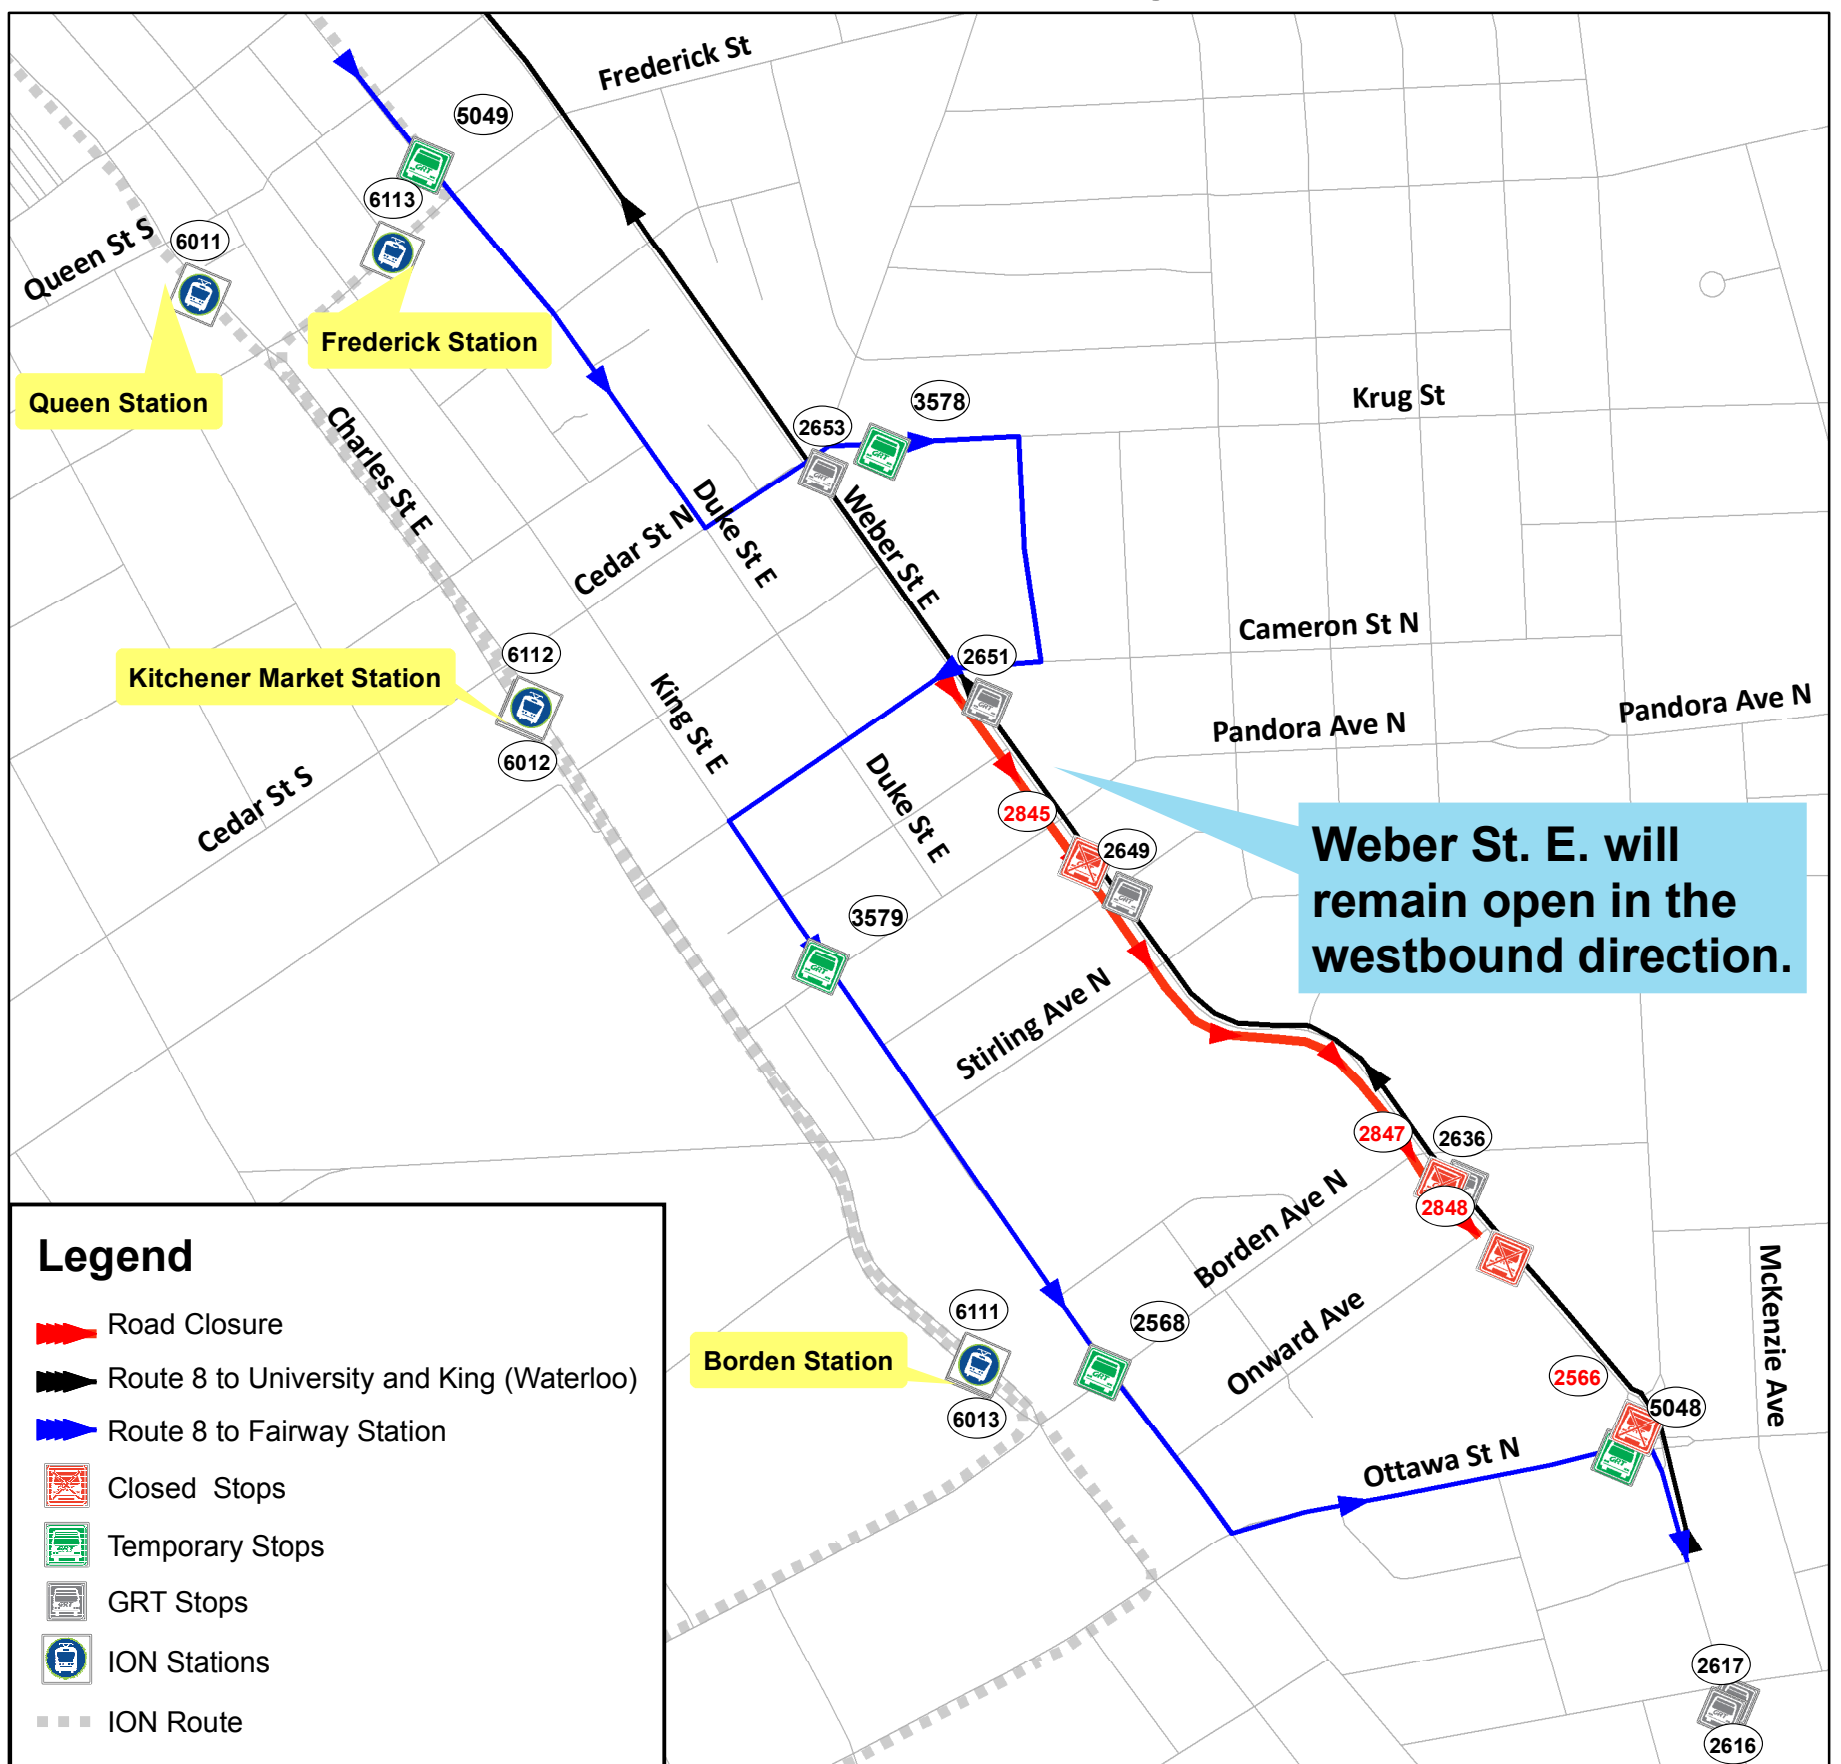 Frederick St
5049
6113
Queen St S
6011
Frederick Station
Queen Station
Krug St
3578
2653
Charles St E
Duke St E
Weber St E
Cedar St N
Cameron St N
6112
2651
Kitchener Market Station
King St E
Pandora Ave N
Pandora Ave N
6012
Cedar St S
Duke St E
2845
2649
Weber St. E. will
remain open in the
westbound direction.
3579
Stirling Ave N
2847
2636
2848
Borden Ave N
McKenzie Ave
6111
2568
Onward Ave
Borden Station
2566
6013
5048
Ottawa St N
2617
2616
Legend
Road Closure
Route 8 to University and King (Waterloo)
Route 8 to Fairway Station
Closed Stops
GRT
Temporary Stops
GRT Stops
ION Stations
ION Route